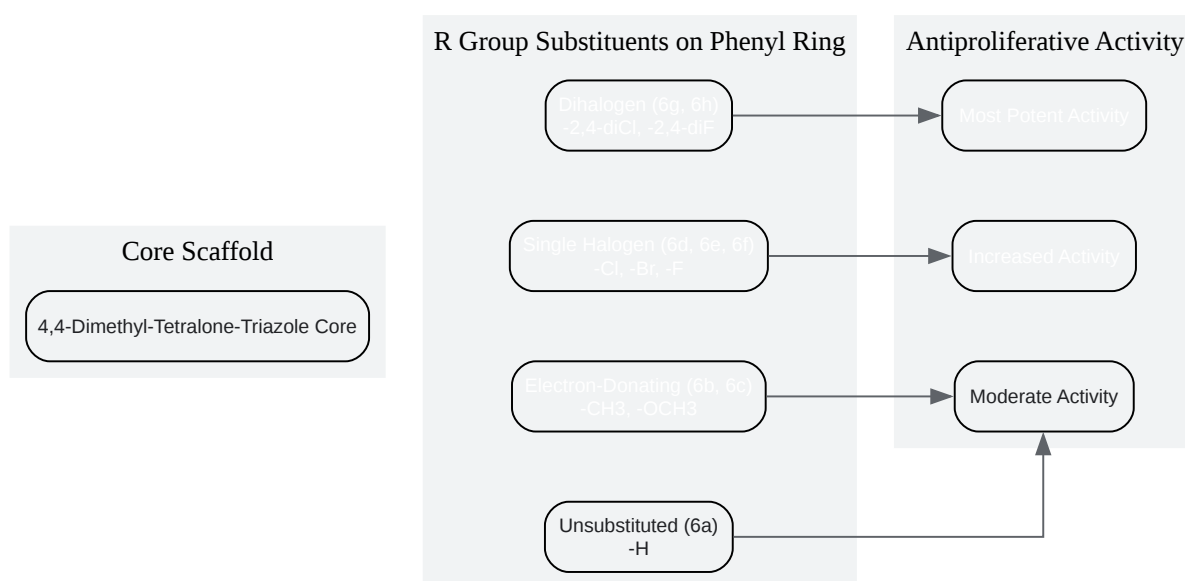 R Group Substituents on Phenyl Ring
Antiproliferative Activity
Dihalogen (6g, 6h)
-2,4-diCl, -2,4-diF
Most Potent Activity
Core Scaffold
4,4-Dimethyl-Tetralone-Triazole Core
Single Halogen (6d, 6e, 6f)
-Cl, -Br, -F
Increased Activity
Electron-Donating (6b, 6c)
-CH3, -OCH3
Moderate Activity
Unsubstituted (6a)
-H